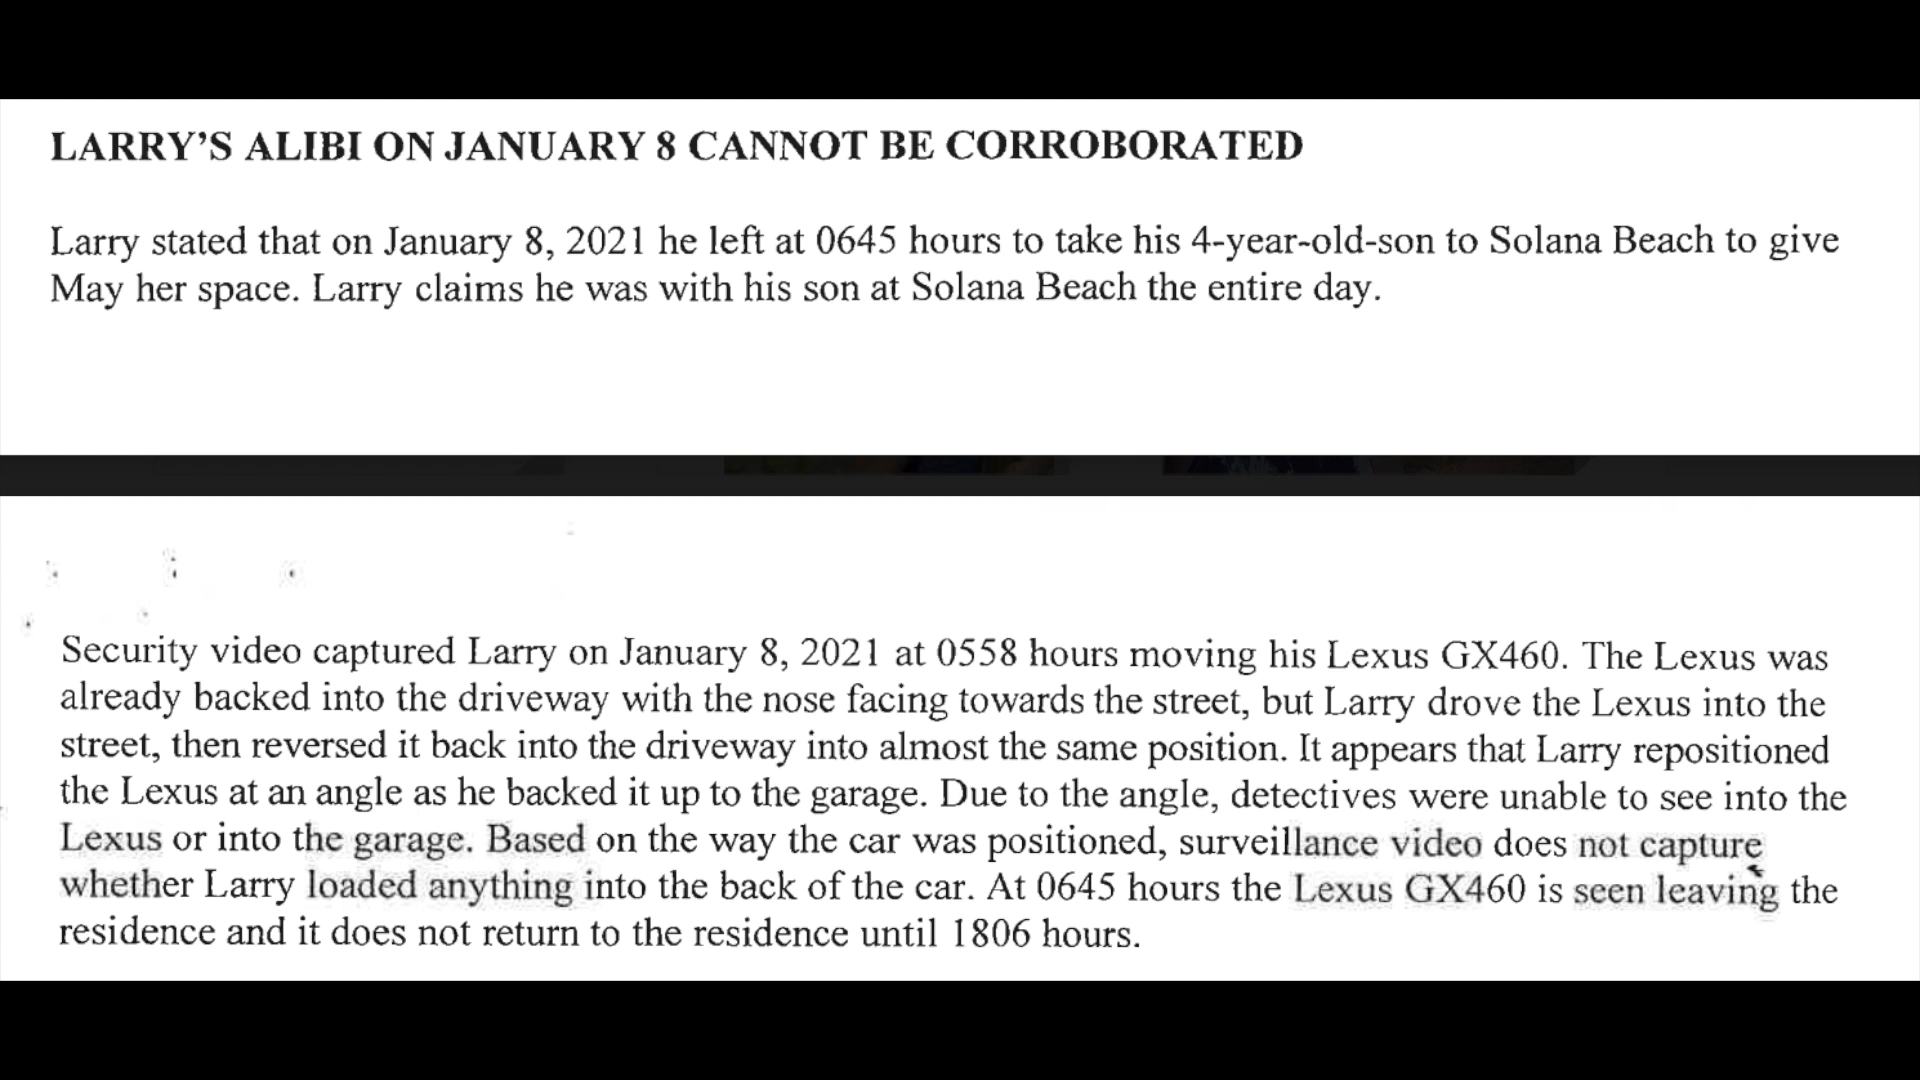 LARRY'S ALIBI ON JANUARY 8 CANNOT BE CORROBORATED
Larry stated that on January 8, 2021 he left at 0645 hours to take his 4-year-old-son to Solana Beach to give
May her space. Larry claims he was with his son at Solana Beach the entire day.
Security video captured Larry on January 8, 2021 at 0558 hours moving his Lexus GX460. The Lexus was
already backed into the driveway with the nose facing towards the street, but Larry drove the Lexus into the
street, then reversed it back into the driveway into almost the same position. It appears that Larry repositioned
the Lexus at an angle as he backed it up to the garage. Due to the angle, detectives were unable to see into the
Lexus or into the garage. Based on the way the car was positioned, surveillance video does not capture
whether Larry loaded anything into the back of the car. At 0645 hours the Lexus GX460 is seen leaving the
residence and it does not return to the residence until 1806 hours.